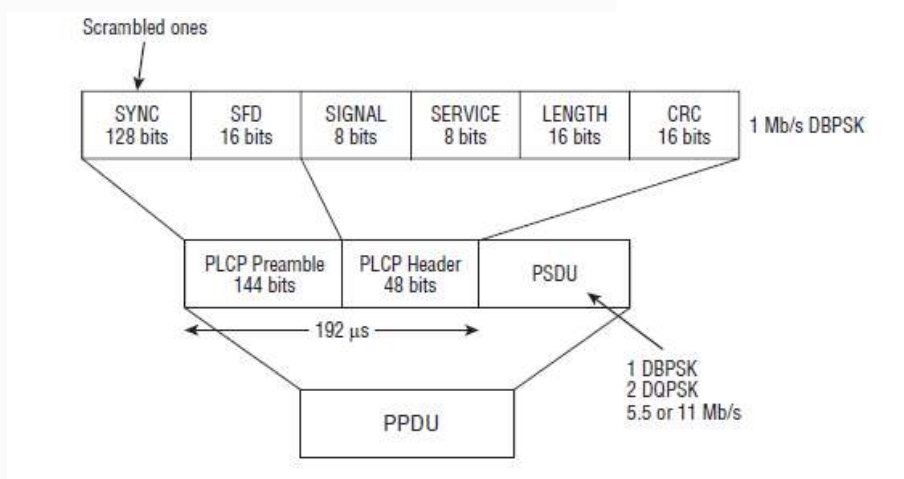 Scrambled ones
SYNC
128 bits
SFD
16 bits
SIGNAL
8 bits
SERVICE
8 bits
LENGTH
16 bits
CRC
16 bits
1 Mb/s DBPSK
PLCP Preamble
144 bits
PLCP Header
48 bits
PSDU
192 μs
1 DBPSK
2 DQPSK
5.5 or 11 Mb/s
PPDU